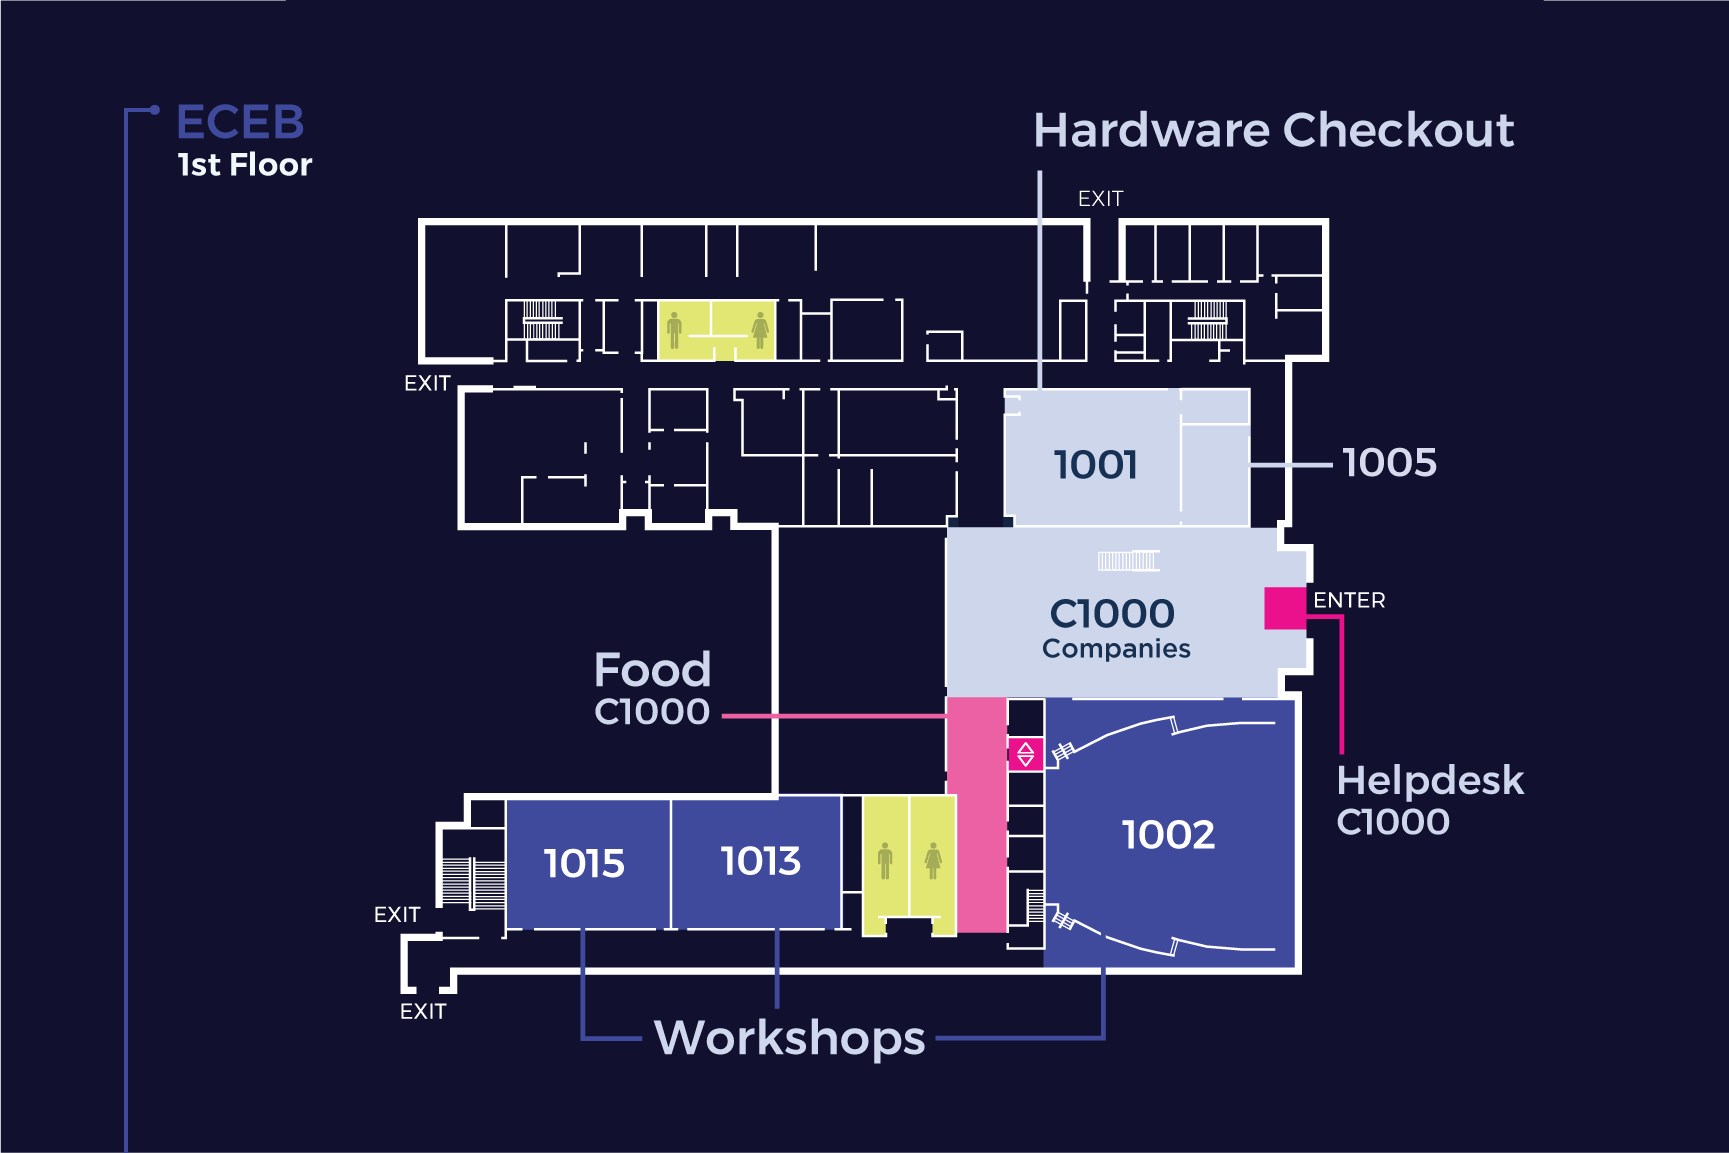 ECEB
1st Floor
Hardware Checkout
EXIT
EXIT
1001
1005
C1000
Companies
ENTER
Food
C1000
Helpdesk
C1000
1002
1015
1013
EXIT
EXIT
Workshops